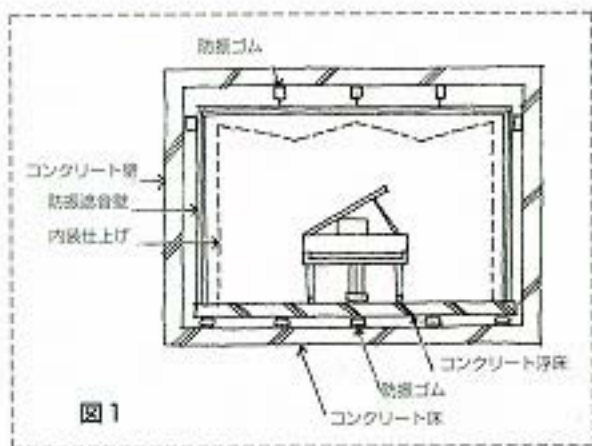 防振ゴム
コンクリート壁
防振遮音壁
内装仕上げ
コンクリート浮床
防振ゴム
コンクリート床
図1